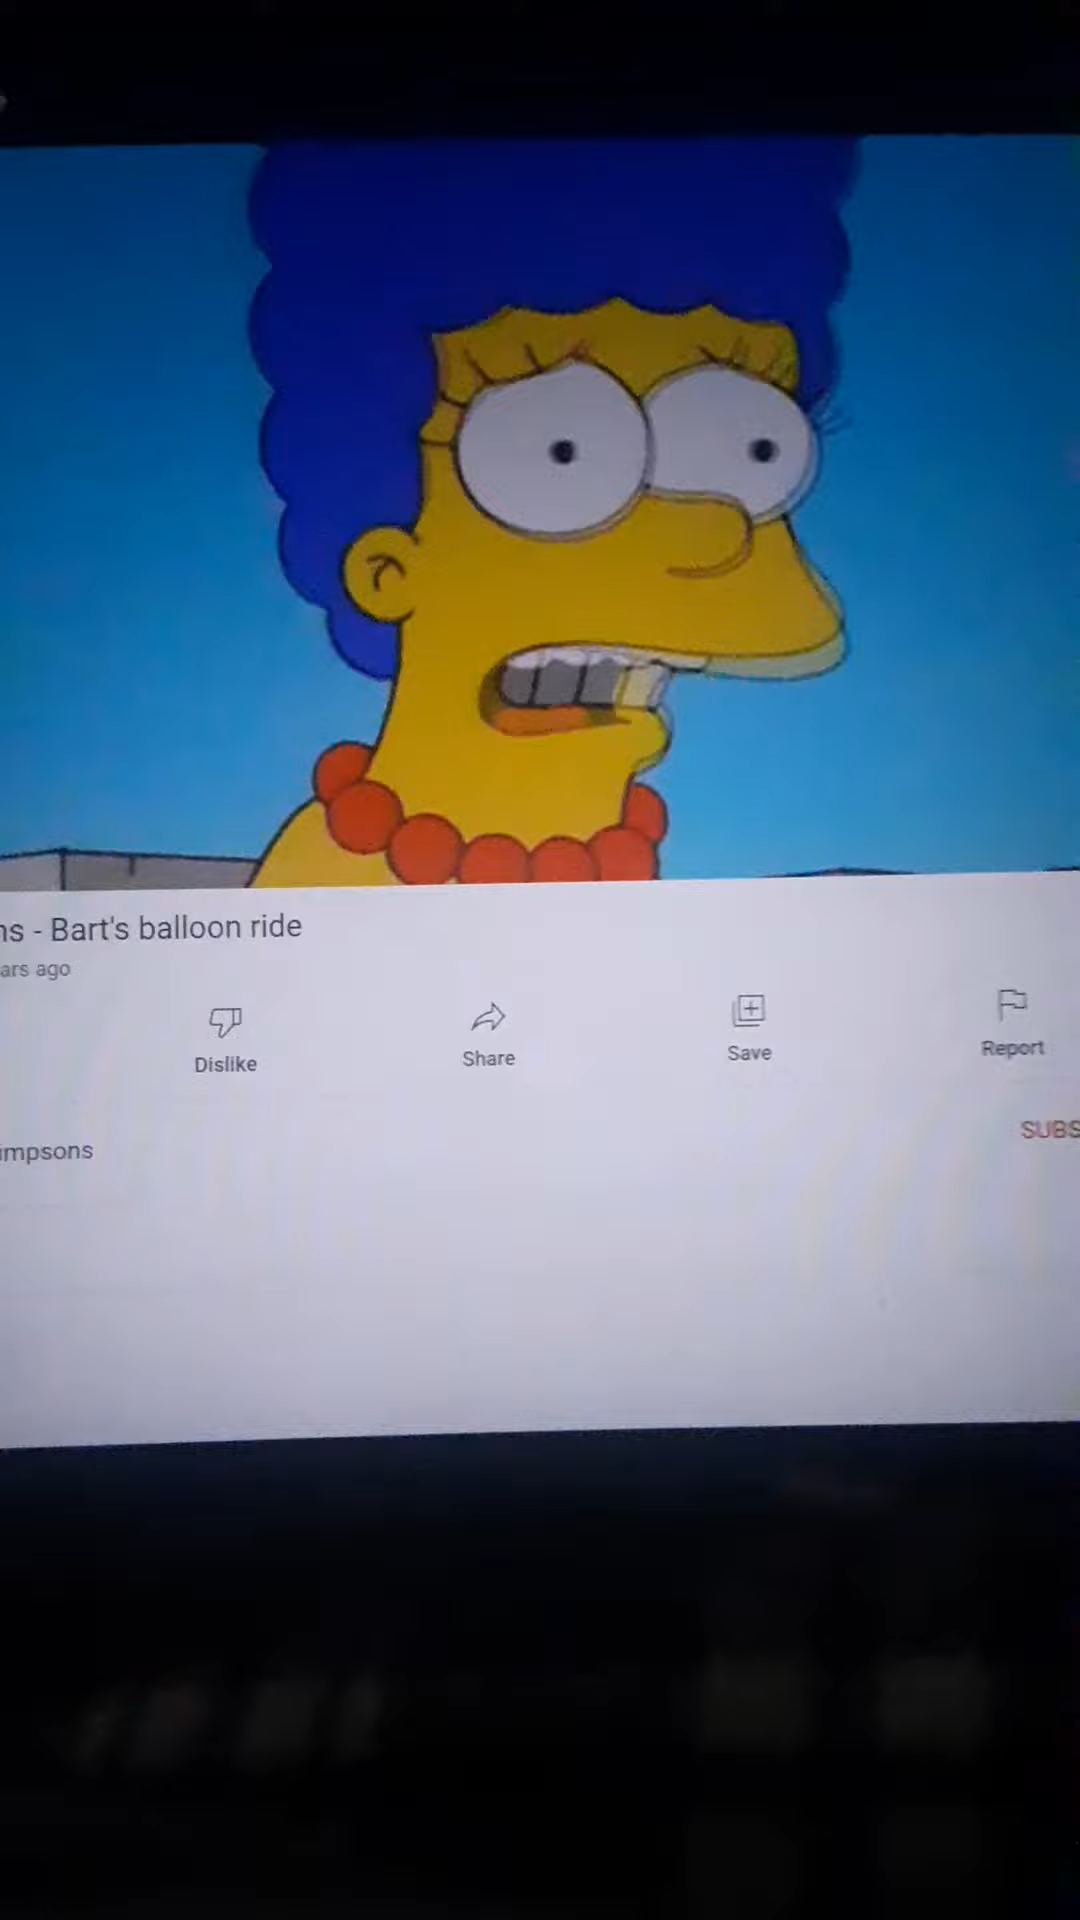 ns - Bart's balloon ride
ars ago
Dislike
Share
Save
Report
impsons
SUBS